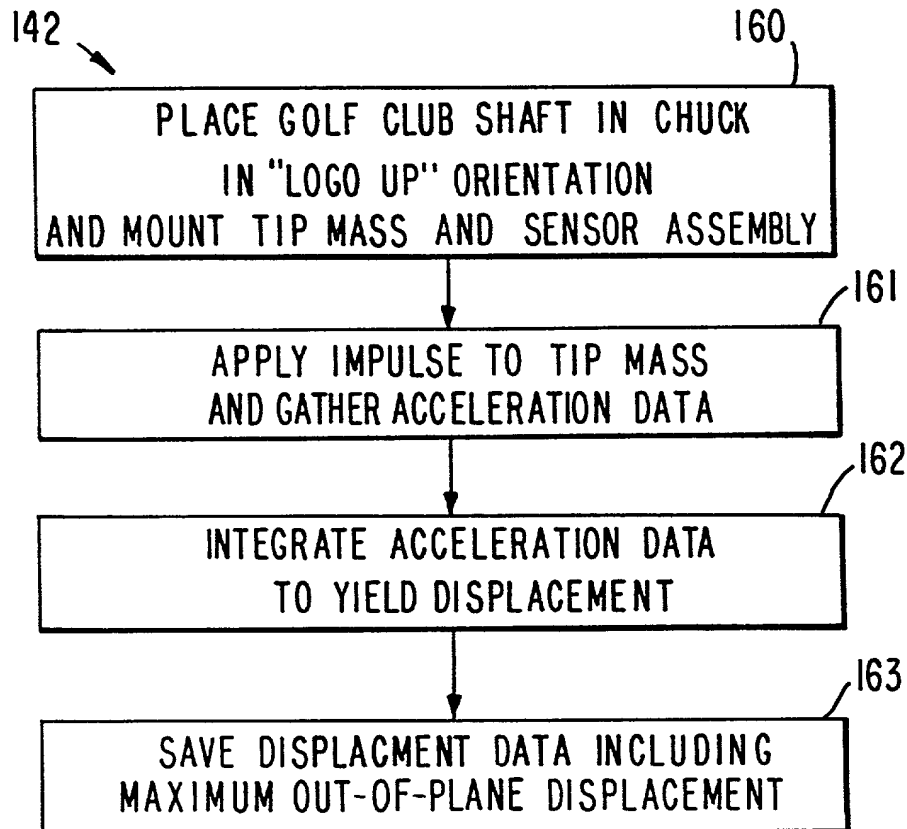 142
160
PLACE GOLF CLUB SHAFT IN CHUCK
IN "LOGO UP" ORIENTATION
AND MOUNT TIP MASS AND SENSOR ASSEMBLY
161
APPLY IMPULSE TO TIP MASS
AND GATHER ACCELERATION DATA
162
INTEGRATE ACCELERATION DATA
TO YIELD DISPLACEMENT
163
SAVE DISPLACMENT DATA INCLUDING
MAXIMUM OUT-OF-PLANE DISPLACEMENT